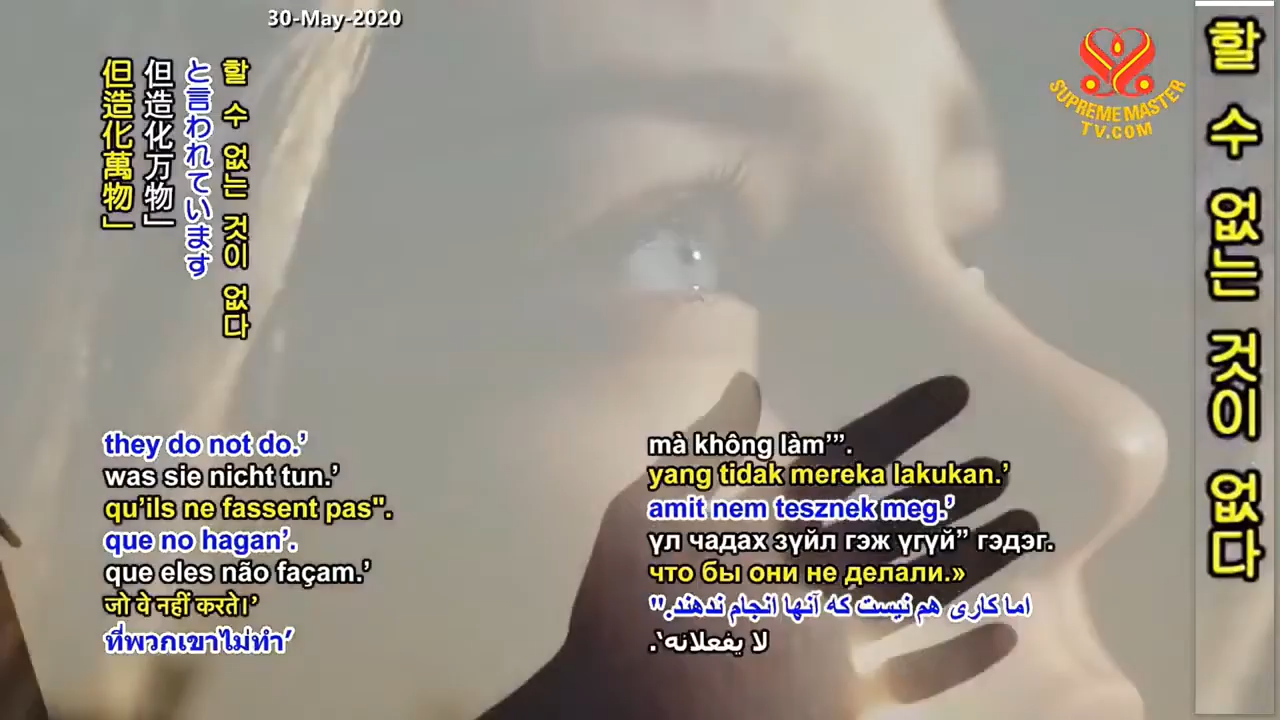 30-May-2020
할 수 없는 것이 없다
と言われています
但造化万物」
但造化萬物」
SUPREME MASTER
TV.COM
할 수 없는 것이 없다
they do not do.’
was sie nicht tun.’
qu’ils ne fassent pas".
que no hagan’.
que eles não façam.’
जो वे नहीं करते।’
ที่พวกเขาไม่ทำ’
mà không làm’”.
yang tidak mereka lakukan.’
amit nem tesznek meg.’
үл чадах зүйл гэж үгүй” гэдэг.
что бы они не делали.»
اما کاری هم نیست که آنها انجام ندهند."
لا يفعلانه‘.